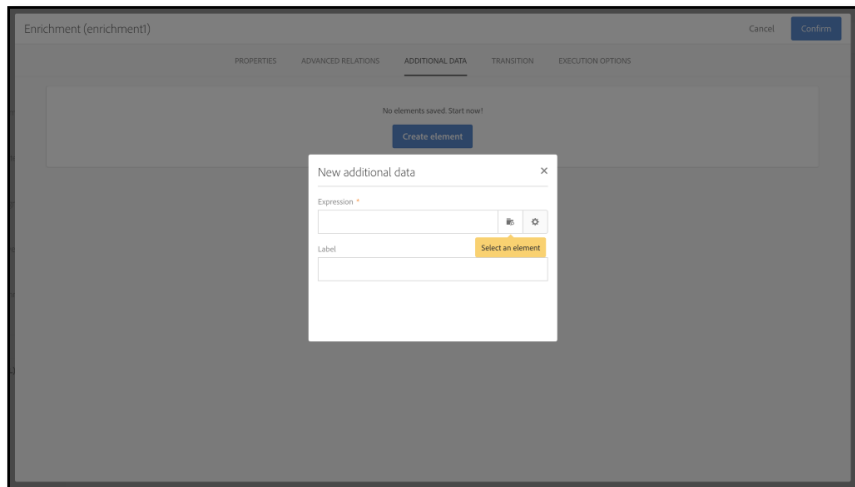 Enrichment (enrichment1)
Cancel
Confirm
PROPERTIES
ADVANCED RELATIONS
ADDITIONAL DATA
TRANSITION
EXECUTION OPTIONS
No elements saved. Start now!
Create element
New additional data
Expression *
Select an element
Label